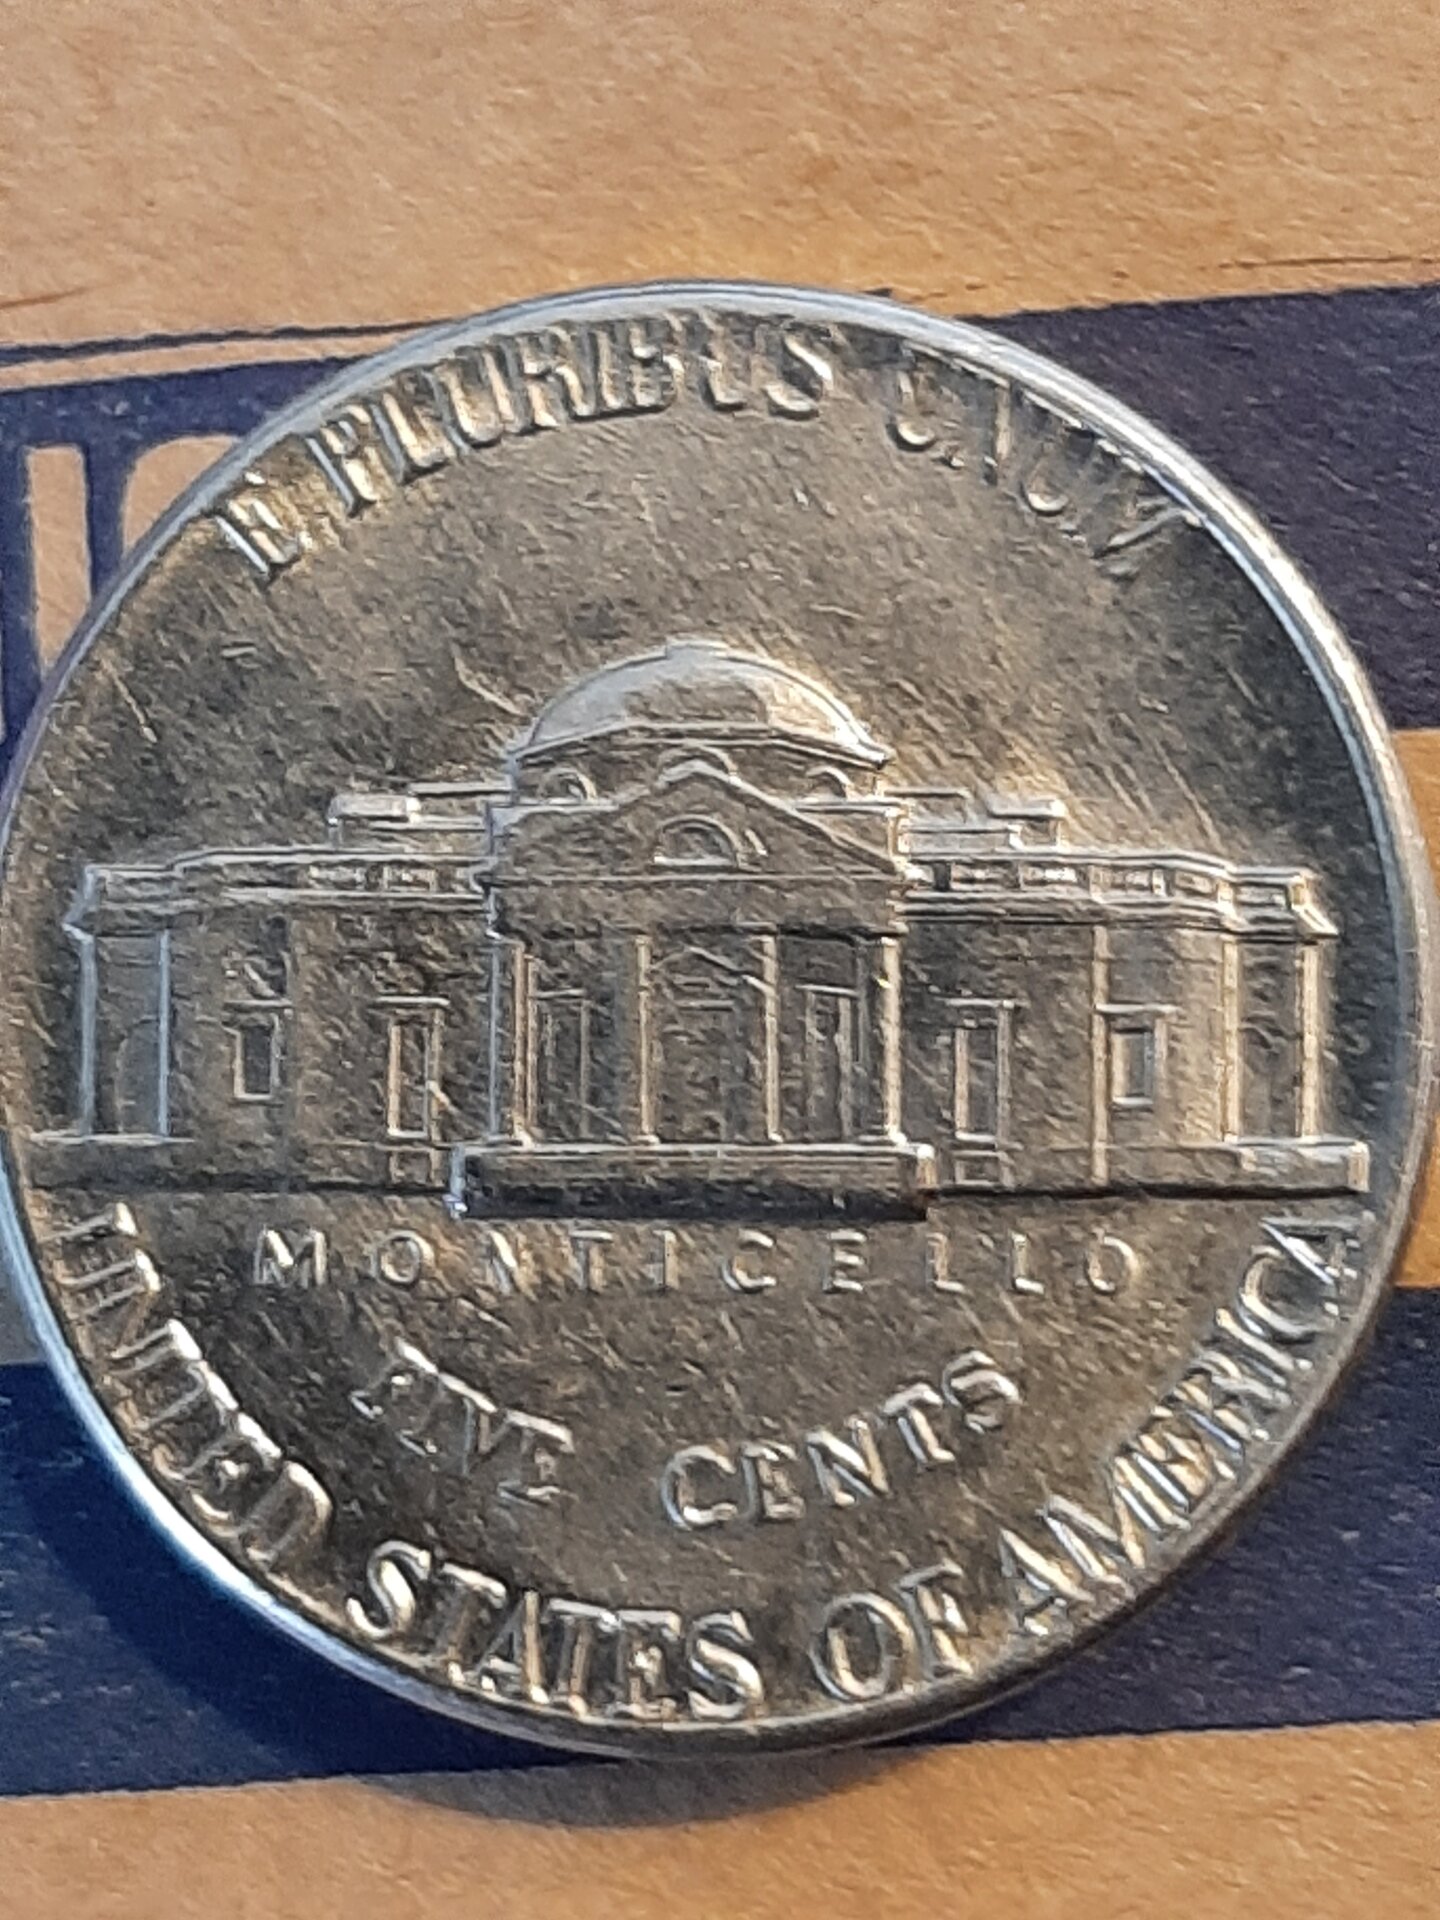 E PLURIBUS UNUM
MONTICELLO
FIVE CENTS
UNITED STATES OF AMERICA